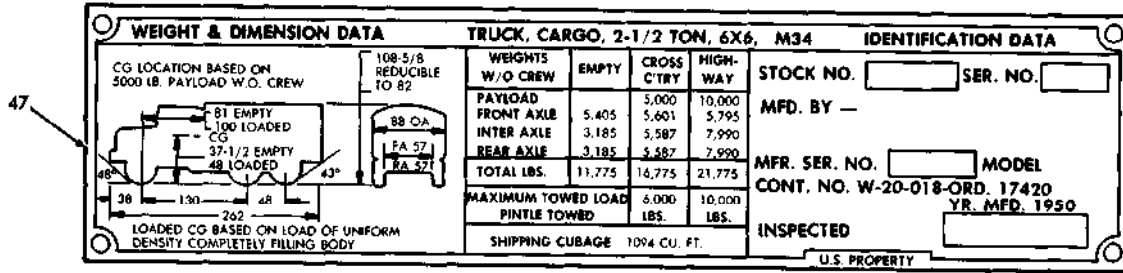 47
WEIGHT & DIMENSION DATA
TRUCK, CARGO, 2-1/2 TON, 6X6, M34
IDENTIFICATION DATA
CG LOCATION BASED ON
5000 LB. PAYLOAD W.O. CREW
108-5/8
REDUCIBLE
TO 82
81 EMPTY
100 LOADED
CG
37-1/2 EMPTY
48 LOADED
88 OA
FA 57
RA 57
48°
43°
38 130 48
262
LOADED CG BASED ON LOAD OF UNIFORM
DENSITY COMPLETELY FILLING BODY
WEIGHTS W/O CREW EMPTY CROSS C'TRY HIGH-WAY
PAYLOAD 5,000 10,000
FRONT AXLE 5,405 5,601 5,795
INTER AXLE 3,185 5,587 7,990
REAR AXLE 3,185 5,587 7,990
TOTAL LBS. 11,775 16,775 21,775
MAXIMUM TOWED LOAD 6,000 10,000
PINTLE TOWED LBS. LBS.
SHIPPING CUBAGE 1094 CU. FT.
STOCK NO. SER. NO.
MFD. BY —
MFR. SER. NO. MODEL
CONT. NO. W-20-018-ORD. 17420
YR. MFD. 1950
INSPECTED
U.S. PROPERTY